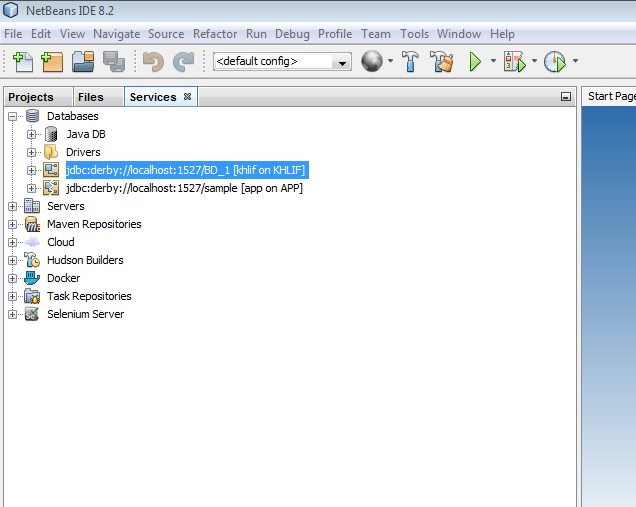 NetBeans IDE 8.2
File Edit View Navigate Source Refactor Run Debug Profile Team Tools Window Help
<default config>
Projects Files Services Start Page
Databases
Java DB
Drivers
jdbc:derby://localhost:1527/BD_1 [khlif on KHLIF]
jdbc:derby://localhost:1527/sample [app on APP]
Servers
Maven Repositories
Cloud
Hudson Builders
Docker
Task Repositories
Selenium Server